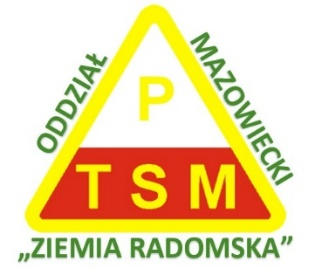 ODDZIAŁ
MAZOWIECKI
P
TSM
„ZIEMIA RADOMSKA”